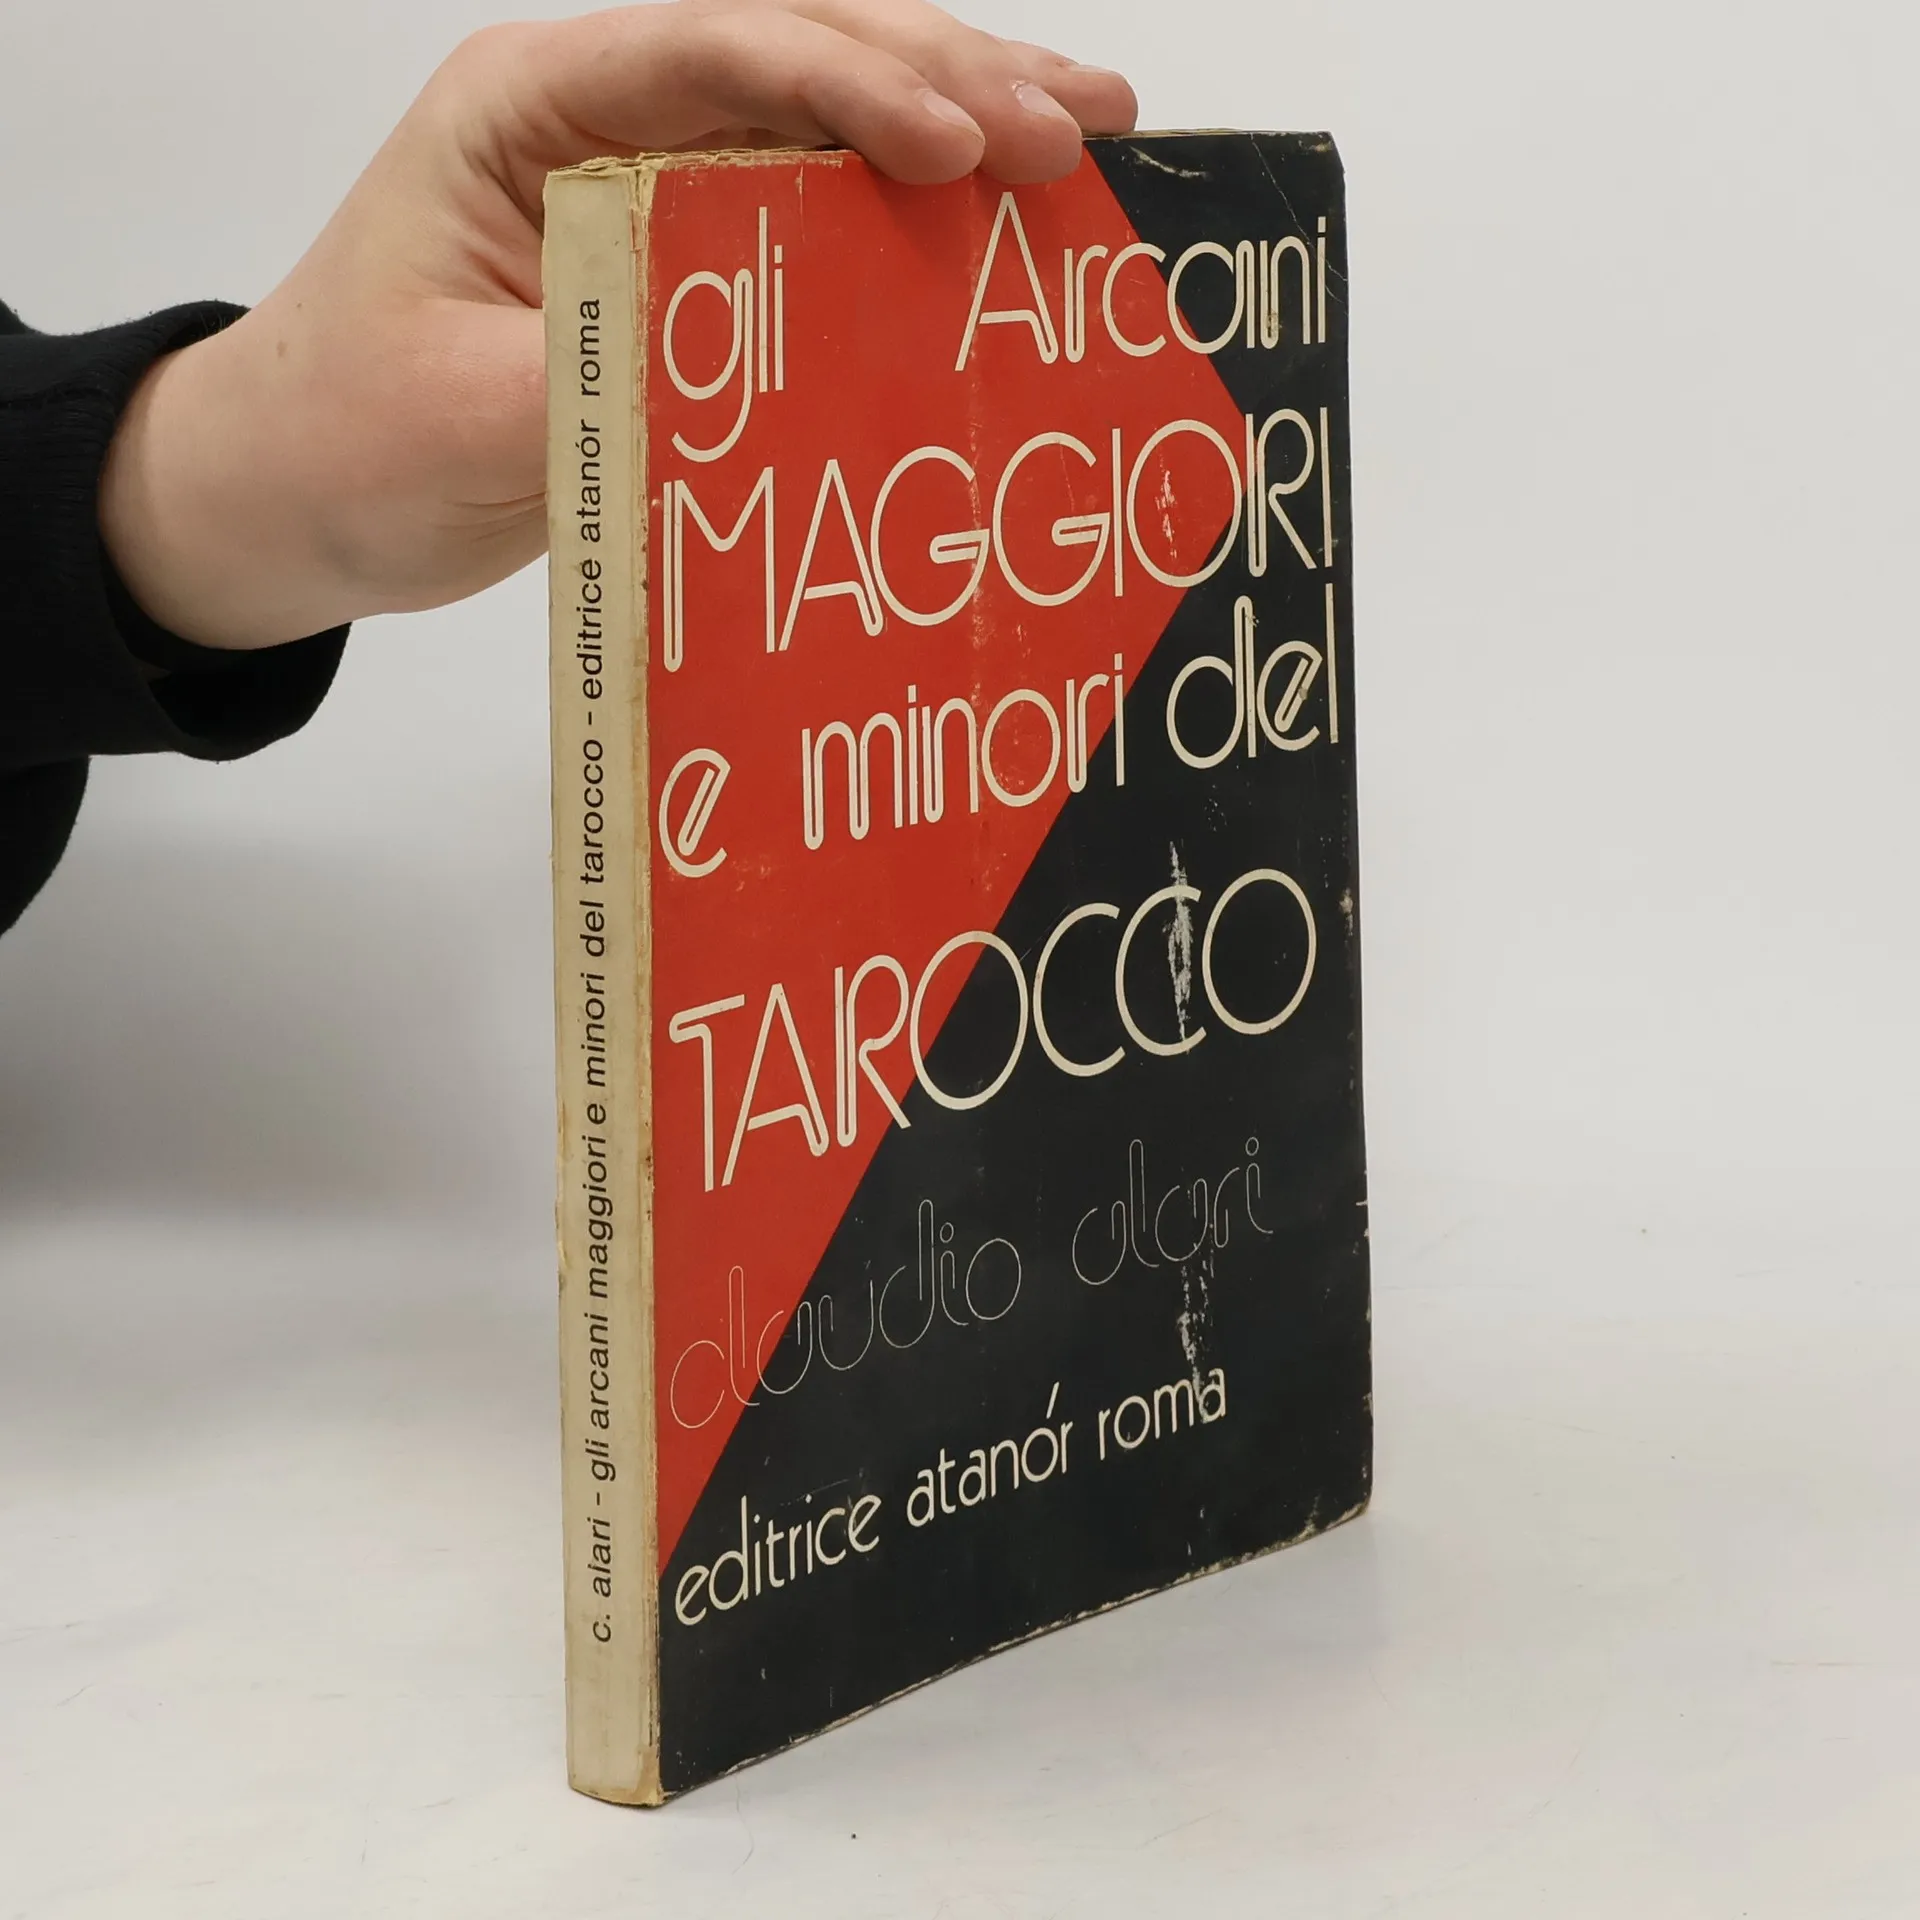 gli Arcani
MAGGIORI
e minori del
TAROCCO
claudio alari
editrice atanór roma
c. alari - gli arcani maggiori e minori del tarocco - editrice atanór roma